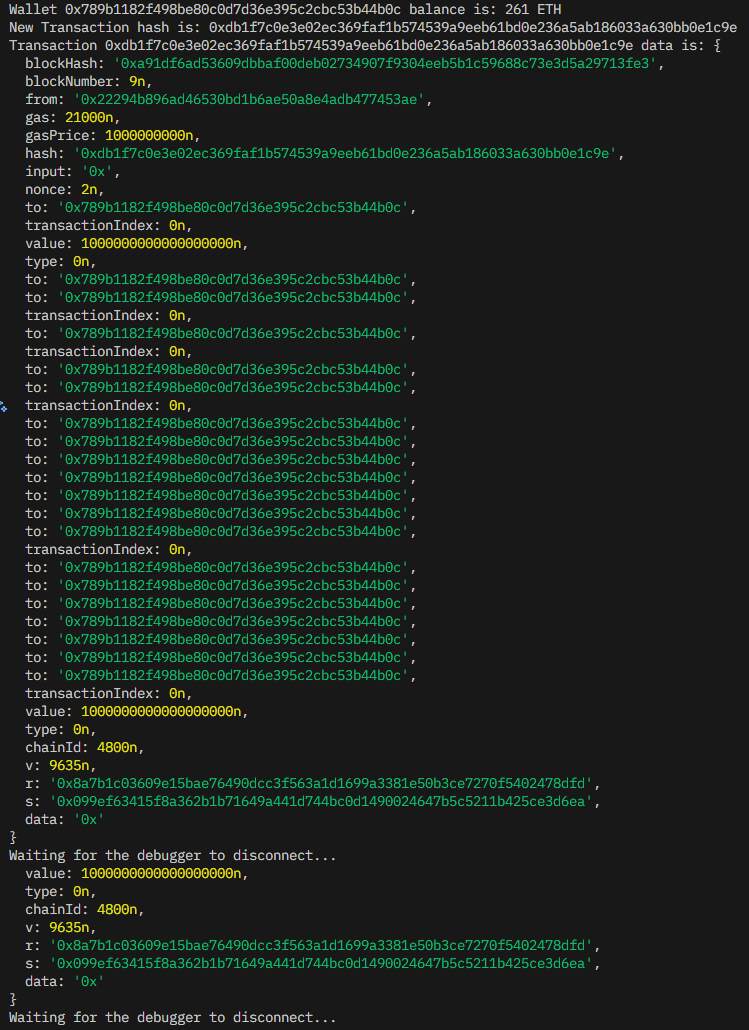 Wallet 0x789b1182f498be80c0d7d36e395c2cbc53b44b0c balance is: 261 ETH
New Transaction hash is: 0xdb1f7c0e3e02ec369faf1b574539a9eeb61bd0e236a5ab186033a630bb0e1c9e
Transaction 0xdb1f7c0e3e02ec369faf1b574539a9eeb61bd0e236a5ab186033a630bb0e1c9e data is: {
  blockHash: '0xa91df6ad53609dbbaf00deb02734907f9304eeb5b1c59688c73e3d5a29713fe3',
  blockNumber: 9n,
  from: '0x22294b896ad46530bd1b6ae50a8e4adb477453ae',
  gas: 21000n,
  gasPrice: 1000000000n,
  hash: '0xdb1f7c0e3e02ec369faf1b574539a9eeb61bd0e236a5ab186033a630bb0e1c9e',
  input: '0x',
  nonce: 2n,
  to: '0x789b1182f498be80c0d7d36e395c2cbc53b44b0c',
  transactionIndex: 0n,
  value: 1000000000000000000n,
  type: 0n,
  to: '0x789b1182f498be80c0d7d36e395c2cbc53b44b0c',
  to: '0x789b1182f498be80c0d7d36e395c2cbc53b44b0c',
  transactionIndex: 0n,
  to: '0x789b1182f498be80c0d7d36e395c2cbc53b44b0c',
  transactionIndex: 0n,
  to: '0x789b1182f498be80c0d7d36e395c2cbc53b44b0c',
  to: '0x789b1182f498be80c0d7d36e395c2cbc53b44b0c',
  transactionIndex: 0n,
  to: '0x789b1182f498be80c0d7d36e395c2cbc53b44b0c',
  to: '0x789b1182f498be80c0d7d36e395c2cbc53b44b0c',
  to: '0x789b1182f498be80c0d7d36e395c2cbc53b44b0c',
  to: '0x789b1182f498be80c0d7d36e395c2cbc53b44b0c',
  to: '0x789b1182f498be80c0d7d36e395c2cbc53b44b0c',
  to: '0x789b1182f498be80c0d7d36e395c2cbc53b44b0c',
  to: '0x789b1182f498be80c0d7d36e395c2cbc53b44b0c',
  transactionIndex: 0n,
  to: '0x789b1182f498be80c0d7d36e395c2cbc53b44b0c',
  to: '0x789b1182f498be80c0d7d36e395c2cbc53b44b0c',
  to: '0x789b1182f498be80c0d7d36e395c2cbc53b44b0c',
  to: '0x789b1182f498be80c0d7d36e395c2cbc53b44b0c',
  to: '0x789b1182f498be80c0d7d36e395c2cbc53b44b0c',
  to: '0x789b1182f498be80c0d7d36e395c2cbc53b44b0c',
  to: '0x789b1182f498be80c0d7d36e395c2cbc53b44b0c',
  transactionIndex: 0n,
  value: 1000000000000000000n,
  type: 0n,
  chainId: 4800n,
  v: 9635n,
  r: '0x8a7b1c03609e15bae76490dcc3f563a1d1699a3381e50b3ce7270f5402478dfd',
  s: '0x099ef63415f8a362b1b71649a441d744bc0d1490024647b5c5211b425ce3d6ea',
  data: '0x'
}
Waiting for the debugger to disconnect...
  value: 1000000000000000000n,
  type: 0n,
  chainId: 4800n,
  v: 9635n,
  r: '0x8a7b1c03609e15bae76490dcc3f563a1d1699a3381e50b3ce7270f5402478dfd',
  s: '0x099ef63415f8a362b1b71649a441d744bc0d1490024647b5c5211b425ce3d6ea',
  data: '0x'
}
Waiting for the debugger to disconnect...